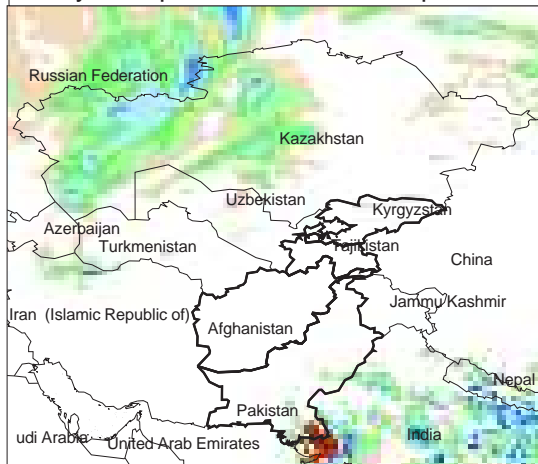 Russian Federation
Kazakhstan
Uzbekistan
Kyrgyzstan
Azerbaijan
Turkmenistan
Tajikistan
China
Jammu Kashmir
Iran (Islamic Republic of)
Afghanistan
Nepal
Pakistan
India
udi Arabia
United Arab Emirates